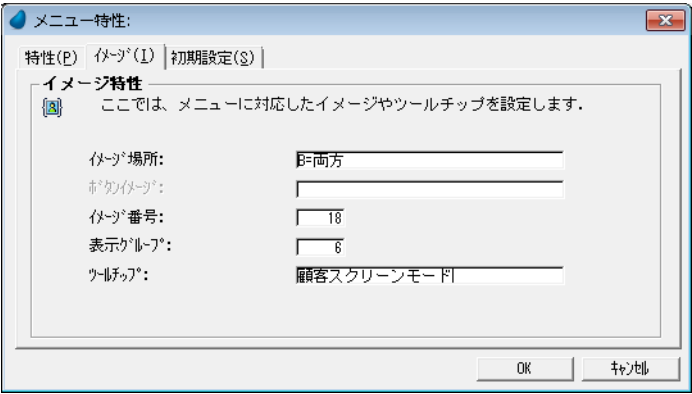 メニュー特性:
特性(P) イメージ(I) 初期設定(S)
イメージ特性
ここでは、メニューに対応したイメージやツールチップを設定します.
イメージ場所: B=両方
ボタンイメージ:
イメージ番号: 18
表示グループ: 6
ツールチップ: 顧客スクリーンモード
OK キャンセル